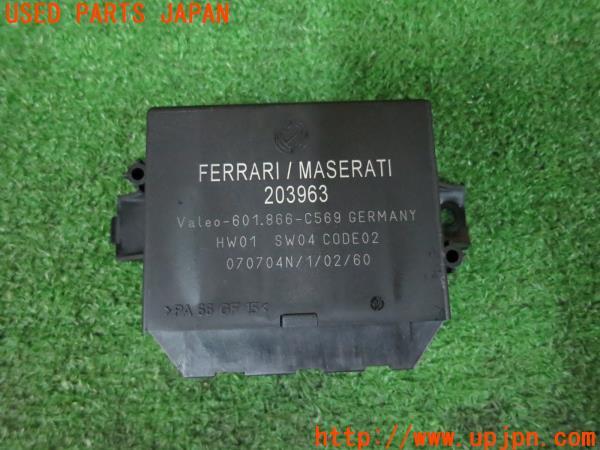 USED PARTS JAPAN
FERRARI / MASERATI
203963
Valeo-601.866-C569 GERMANY
HW01 SW04 CODE02
070704N/1/02/60
>PA 66 GF 15<
http://www.upjpn.com